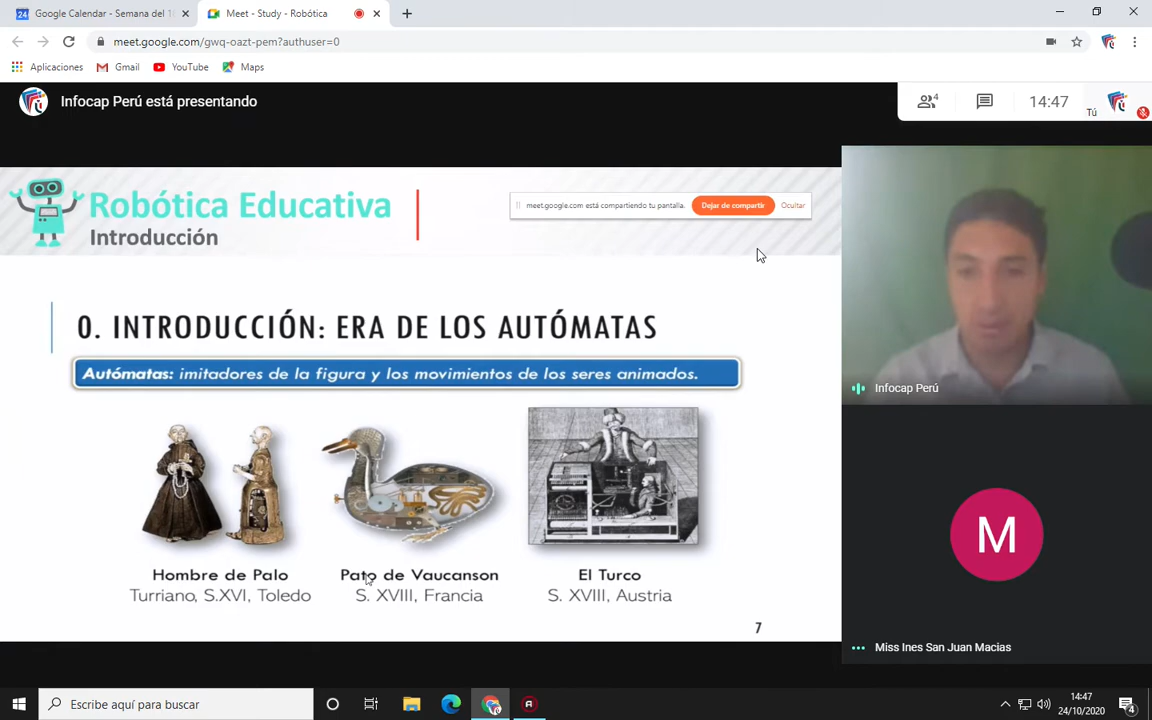 Google Calendar - Semana del 1
Meet - Study - Robótica
meet.google.com/gwq-oazt-pem?authuser=0
Aplicaciones
Gmail
YouTube
Maps
Infocap Perú está presentando
4
14:47
Tú
Robótica Educativa
Introducción
meet.google.com está compartiendo tu pantalla.
Dejar de compartir
Ocultar
0. INTRODUCCIÓN: ERA DE LOS AUTÓMATAS
Autómatas: imitadores de la figura y los movimientos de los seres animados.
Hombre de Palo
Turriano, S.XVI, Toledo
Pato de Vaucanson
S. XVIII, Francia
El Turco
S. XVIII, Austria
7
Infocap Perú
M
Miss Ines San Juan Macias
Escribe aquí para buscar
14:47
24/10/2020
4